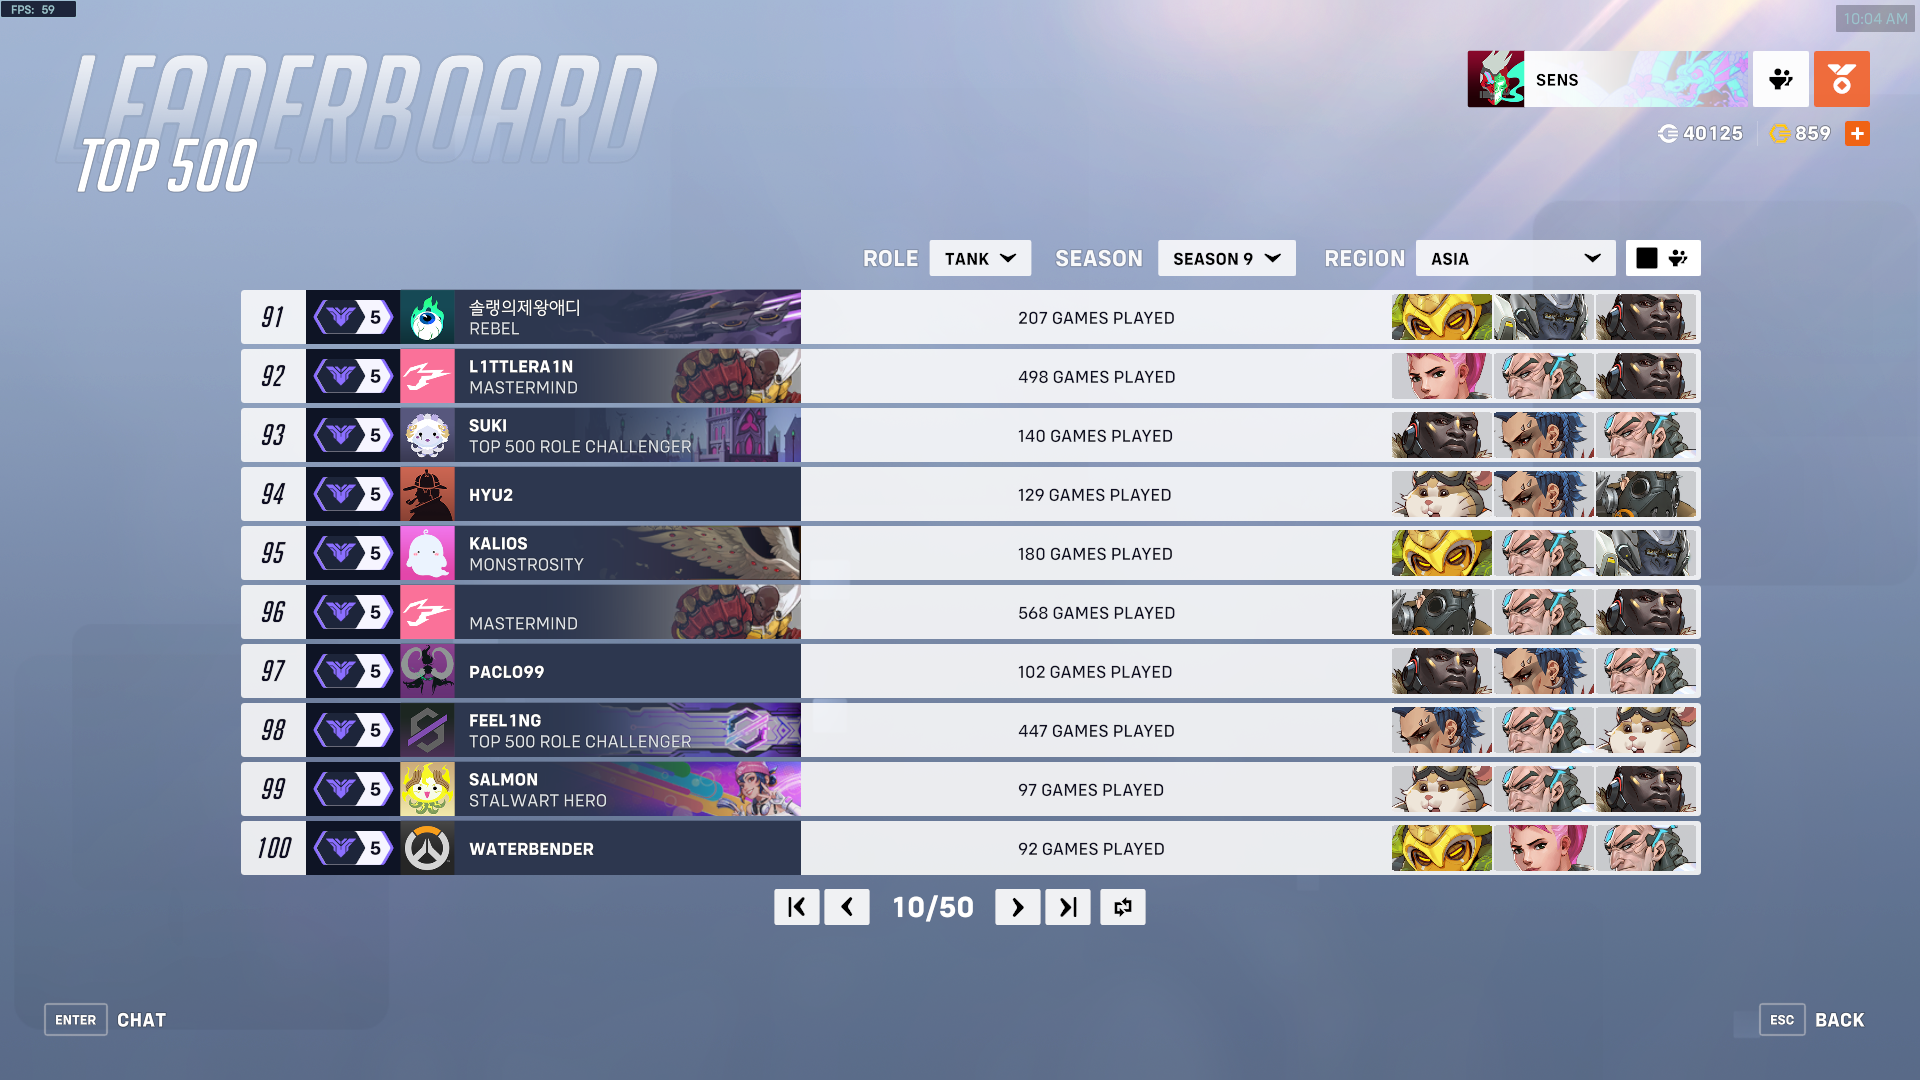 FPS: 59
10:04 AM
LEADERBOARD
TOP 500
SENS
40125
859
ROLE TANK SEASON SEASON 9 REGION ASIA
91 5 솔랭의제왕애디
REBEL
207 GAMES PLAYED
92 5 L1TTLERA1N
MASTERMIND
498 GAMES PLAYED
93 5 SUKI
TOP 500 ROLE CHALLENGER
140 GAMES PLAYED
94 5 HYU2
129 GAMES PLAYED
95 5 KALIOS
MONSTROSITY
180 GAMES PLAYED
96 5
MASTERMIND
568 GAMES PLAYED
97 5 PACLO99
102 GAMES PLAYED
98 5 FEEL1NG
TOP 500 ROLE CHALLENGER
447 GAMES PLAYED
99 5 SALMON
STALWART HERO
97 GAMES PLAYED
100 5 WATERBENDER
92 GAMES PLAYED
10/50
ENTER CHAT
ESC BACK